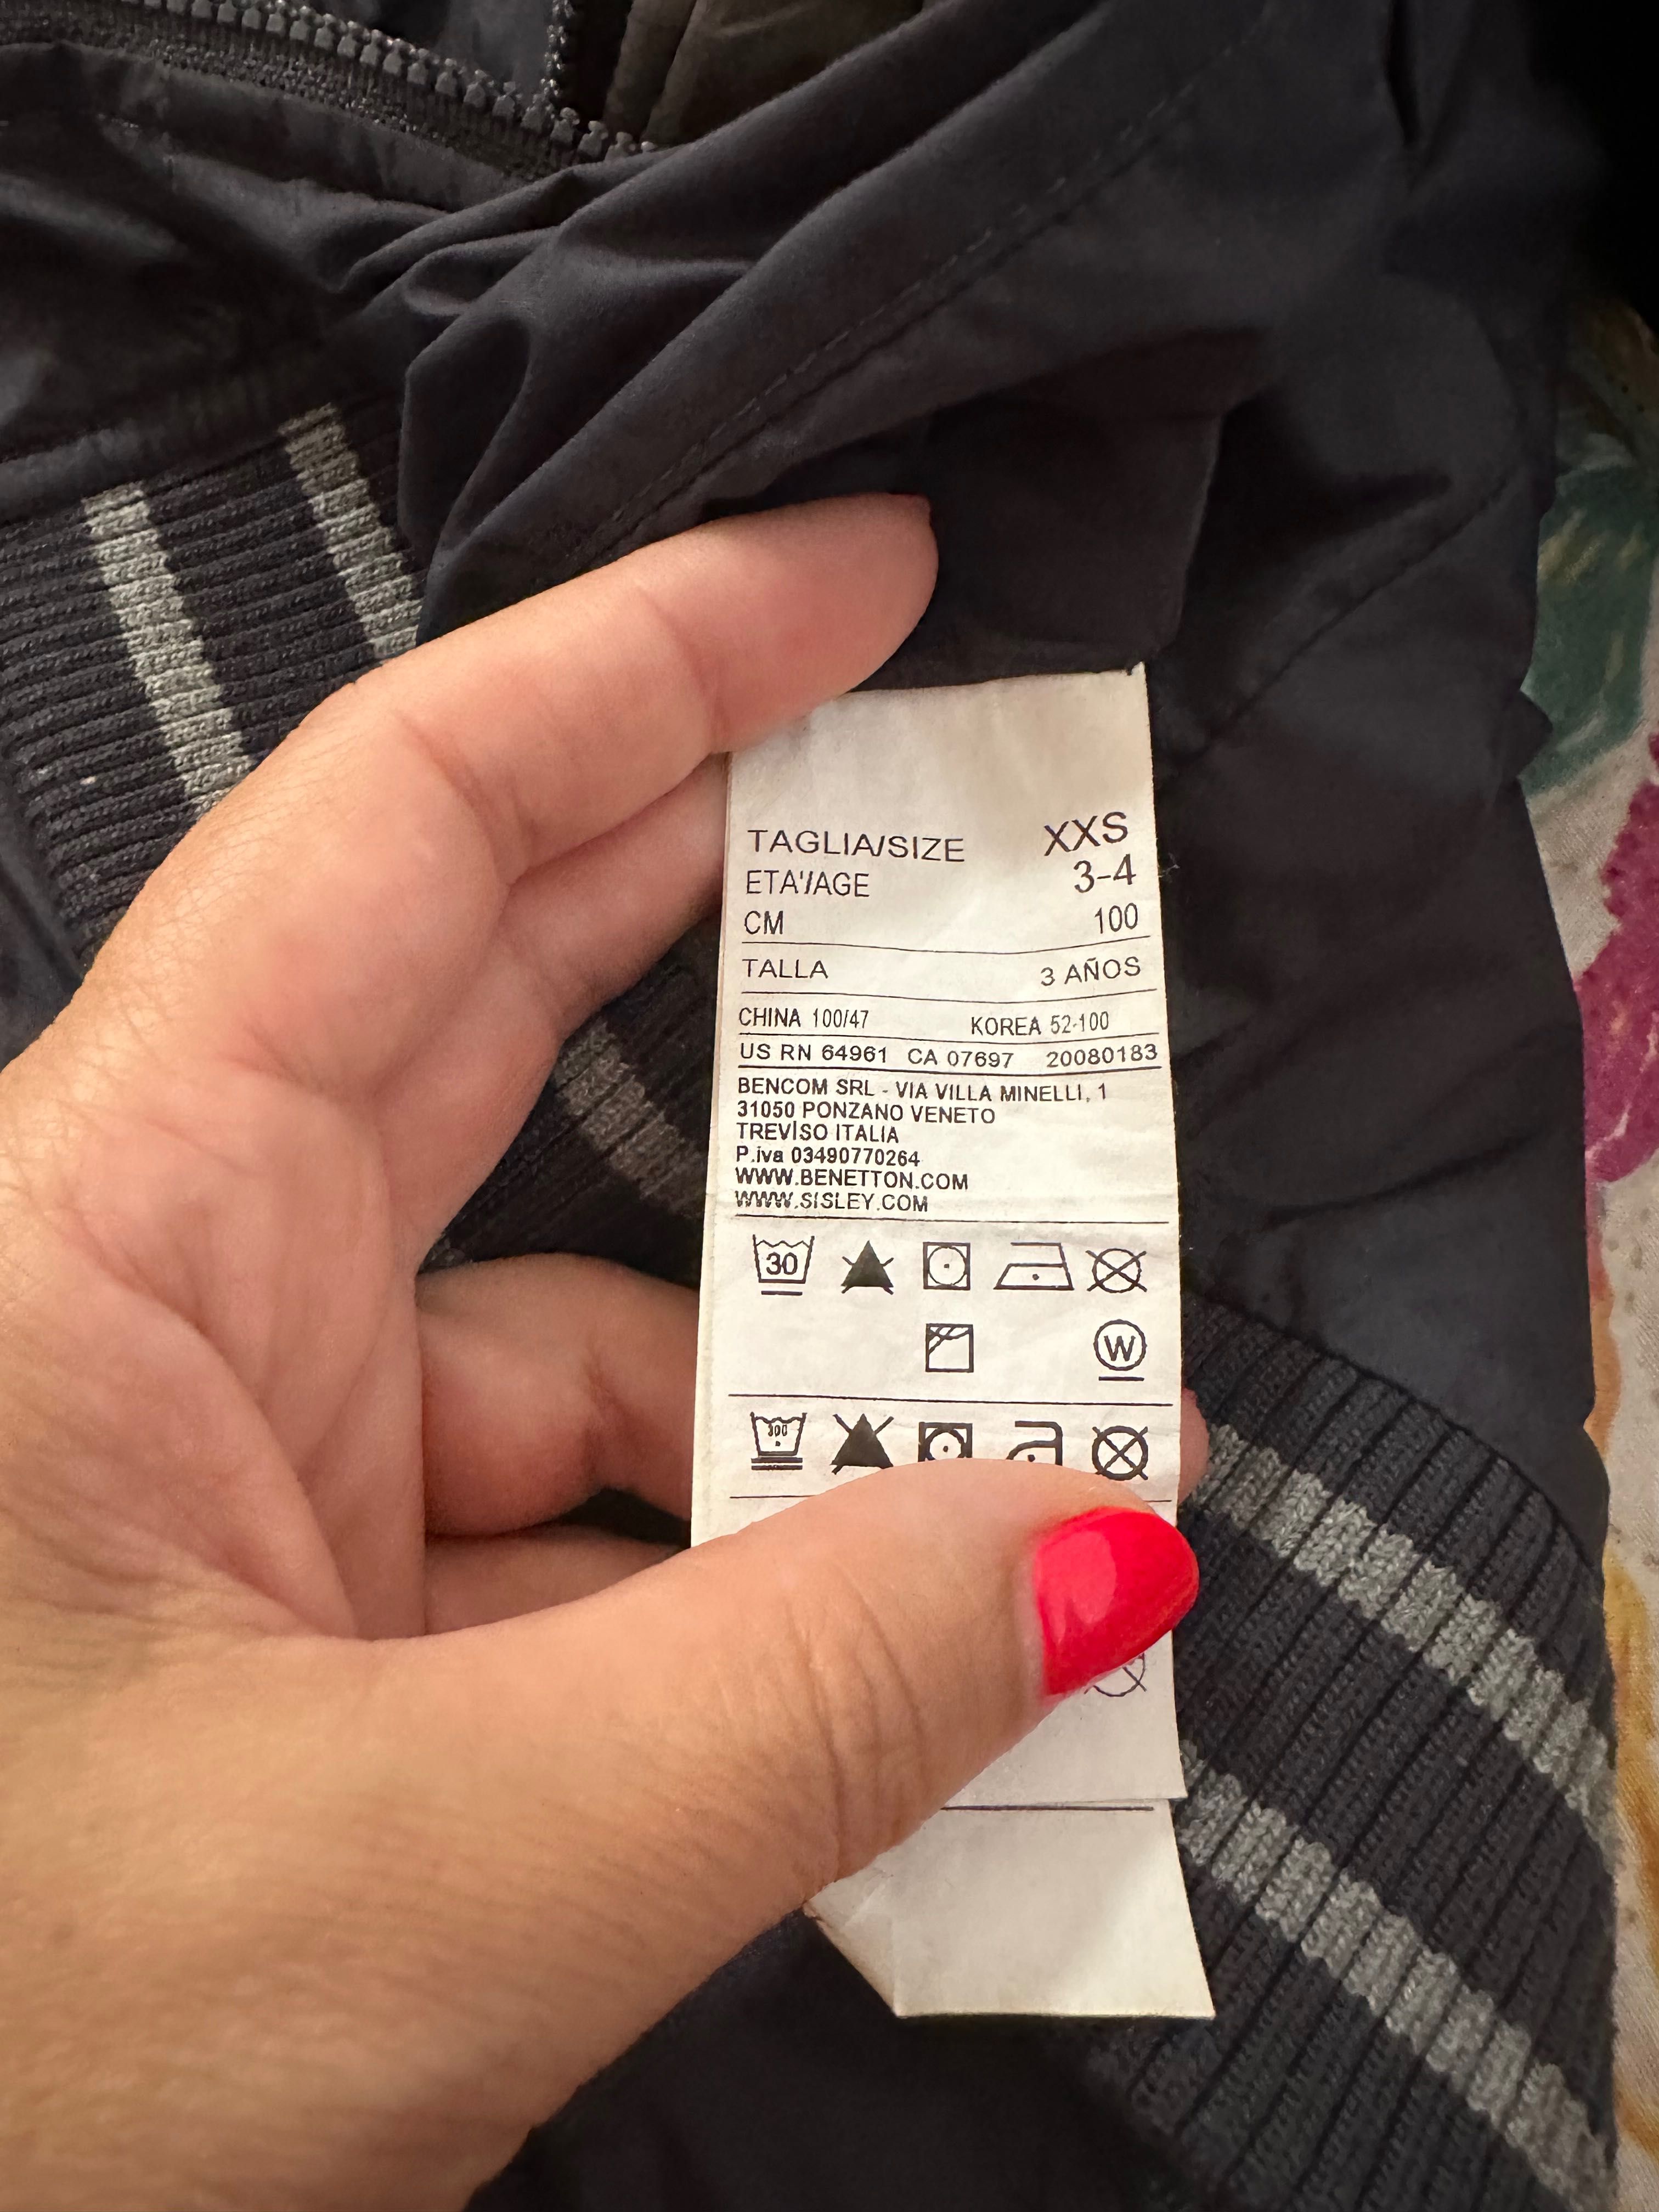 TAGLIA/SIZE XXS
ETA'/AGE 3-4
CM 100
TALLA 3 AÑOS
CHINA 100/47 KOREA 52-100
US RN 64961 CA 07697 20080183
BENCOM SRL - VIA VILLA MINELLI, 1
31050 PONZANO VENETO
TREVISO ITALIA
P.iva 03490770264
WWW.BENETTON.COM
WWW.SISLEY.COM
30
W